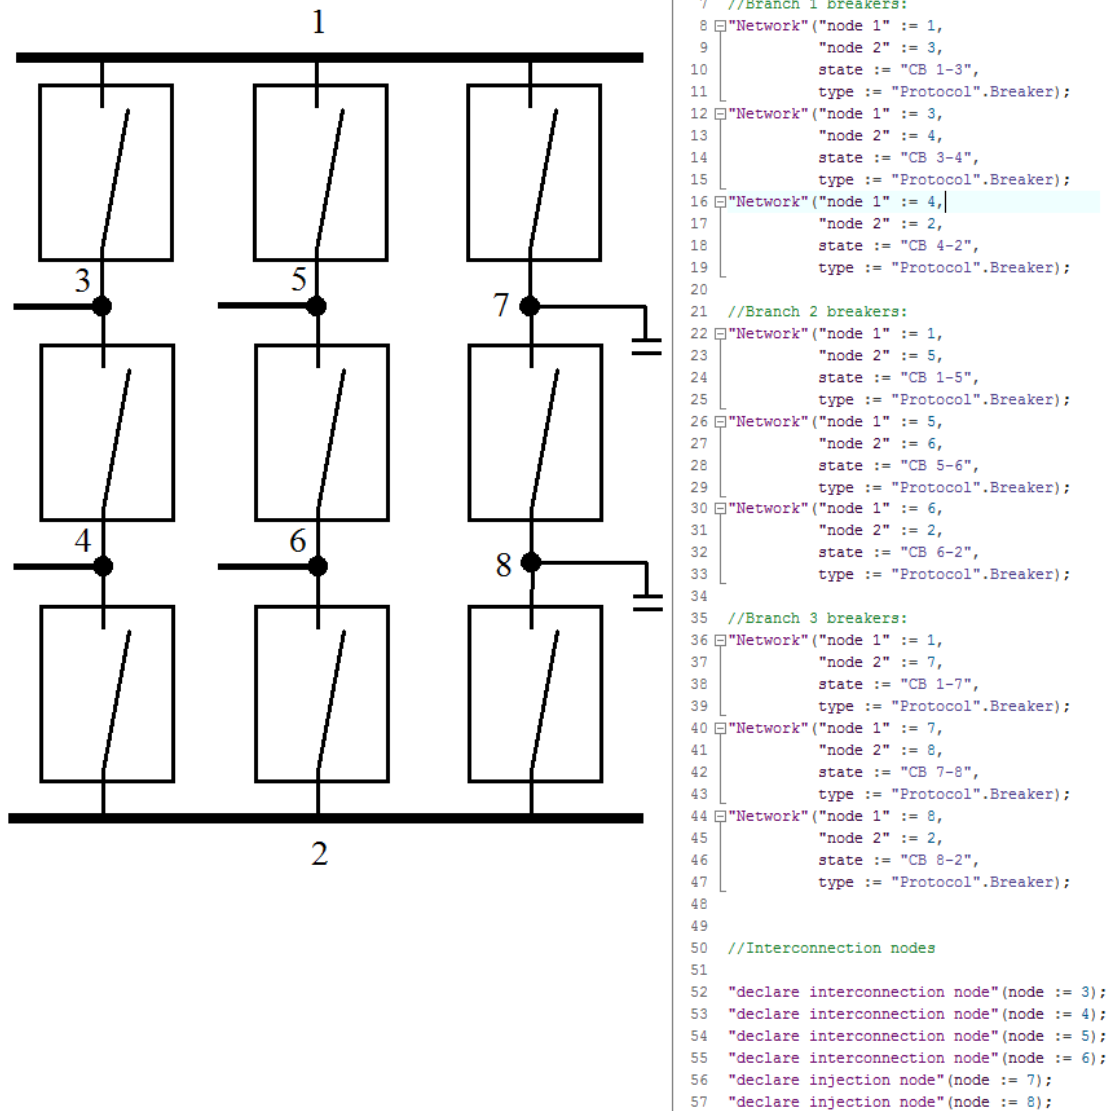 1
3
5
7
4
6
8
2
7 //Branch 1 breakers:
8 "Network"("node 1" := 1,
9 "node 2" := 3,
10 state := "CB 1-3",
11 type := "Protocol".Breaker);
12 "Network"("node 1" := 3,
13 "node 2" := 4,
14 state := "CB 3-4",
15 type := "Protocol".Breaker);
16 "Network"("node 1" := 4,
17 "node 2" := 2,
18 state := "CB 4-2",
19 type := "Protocol".Breaker);
20
21 //Branch 2 breakers:
22 "Network"("node 1" := 1,
23 "node 2" := 5,
24 state := "CB 1-5",
25 type := "Protocol".Breaker);
26 "Network"("node 1" := 5,
27 "node 2" := 6,
28 state := "CB 5-6",
29 type := "Protocol".Breaker);
30 "Network"("node 1" := 6,
31 "node 2" := 2,
32 state := "CB 6-2",
33 type := "Protocol".Breaker);
34
35 //Branch 3 breakers:
36 "Network"("node 1" := 1,
37 "node 2" := 7,
38 state := "CB 1-7",
39 type := "Protocol".Breaker);
40 "Network"("node 1" := 7,
41 "node 2" := 8,
42 state := "CB 7-8",
43 type := "Protocol".Breaker);
44 "Network"("node 1" := 8,
45 "node 2" := 2,
46 state := "CB 8-2",
47 type := "Protocol".Breaker);
48
49
50 //Interconnection nodes
51
52 "declare interconnection node"(node := 3);
53 "declare interconnection node"(node := 4);
54 "declare interconnection node"(node := 5);
55 "declare interconnection node"(node := 6);
56 "declare injection node"(node := 7);
57 "declare injection node"(node := 8);